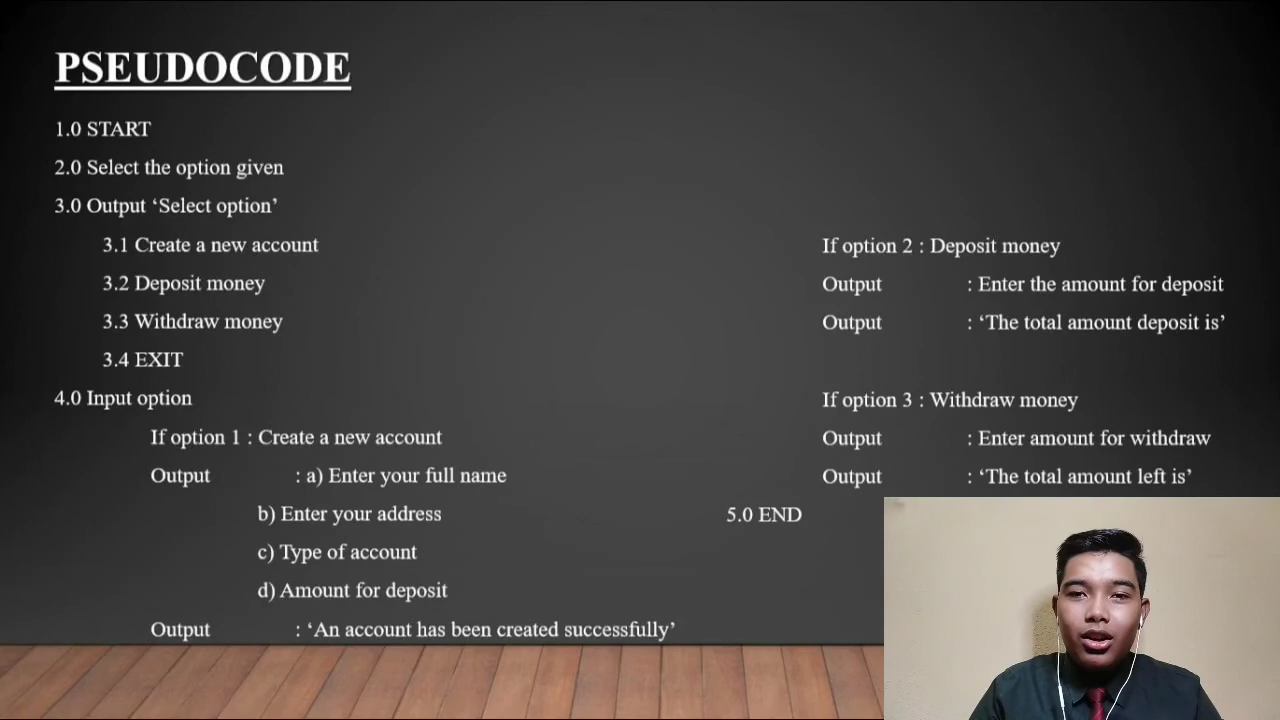 PSEUDOCODE
1.0 START
2.0 Select the option given
3.0 Output ‘Select option’
3.1 Create a new account
3.2 Deposit money
3.3 Withdraw money
3.4 EXIT
4.0 Input option
If option 1 : Create a new account
Output : a) Enter your full name
b) Enter your address
c) Type of account
d) Amount for deposit
Output : ‘An account has been created successfully’
If option 2 : Deposit money
Output : Enter the amount for deposit
Output : ‘The total amount deposit is’
If option 3 : Withdraw money
Output : Enter amount for withdraw
Output : ‘The total amount left is’
5.0 END